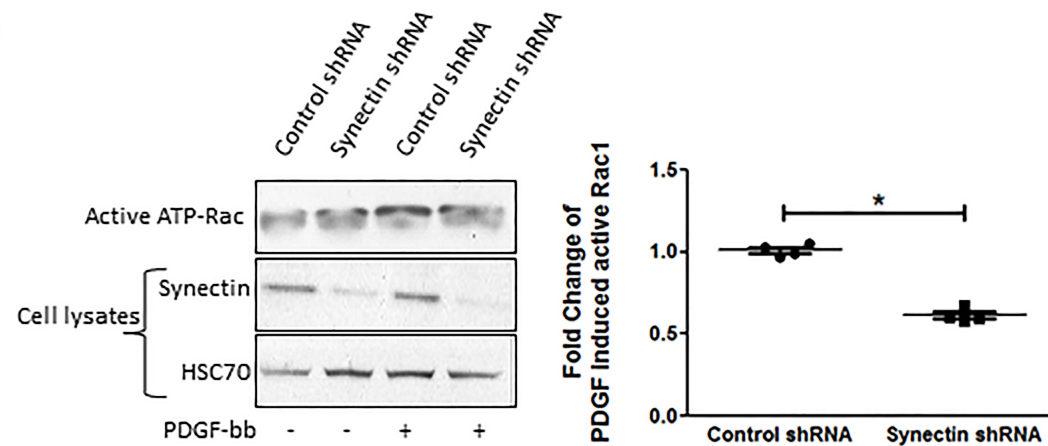 Control shRNA
Synectin shRNA
Control shRNA
Synectin shRNA
Active ATP-Rac
Cell lysates
Synectin
HSC70
PDGF-bb - - + +
Fold Change of
PDGF Induced active Rac1
1.5
1.0
0.5
0.0
*
Control shRNA Synectin shRNA